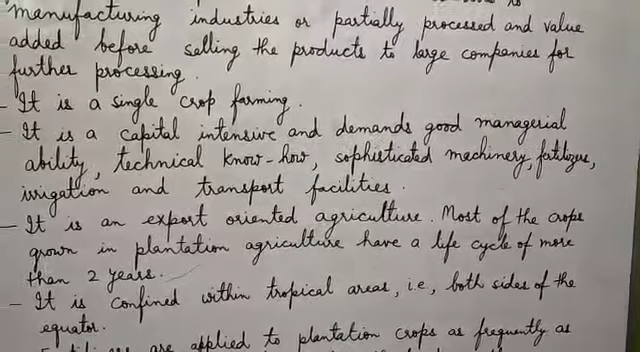 manufacturing industries or partially processed and value
added before selling the products to large companies for
further processing.
- It is a single crop farming.
- It is a capital intensive and demands good managerial
ability, technical know-how, sophisticated machinery, fertilizers,
irrigation and transport facilities.
- It is an export oriented agriculture. Most of the crops
grown in plantation agriculture have a life cycle of more
than 2 years.
- It is confined within tropical areas, i.e, both sides of the
equator.
are applied to plantation crops as frequently as